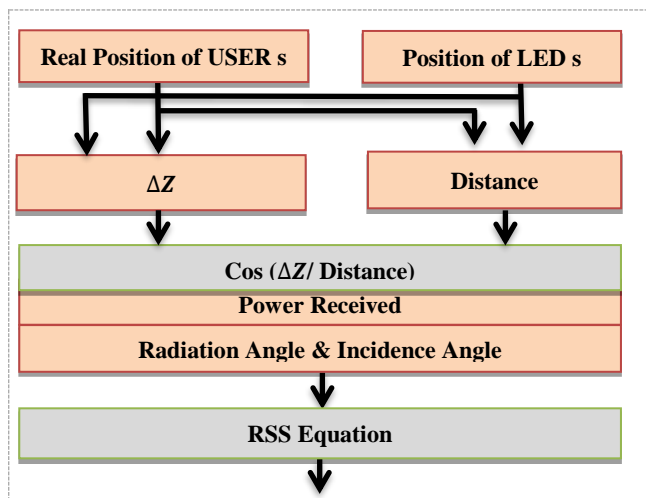 Real Position of USER s
Position of LED s
ΔZ
Distance
Cos (ΔZ/ Distance)
Power Received
Radiation Angle & Incidence Angle
RSS Equation